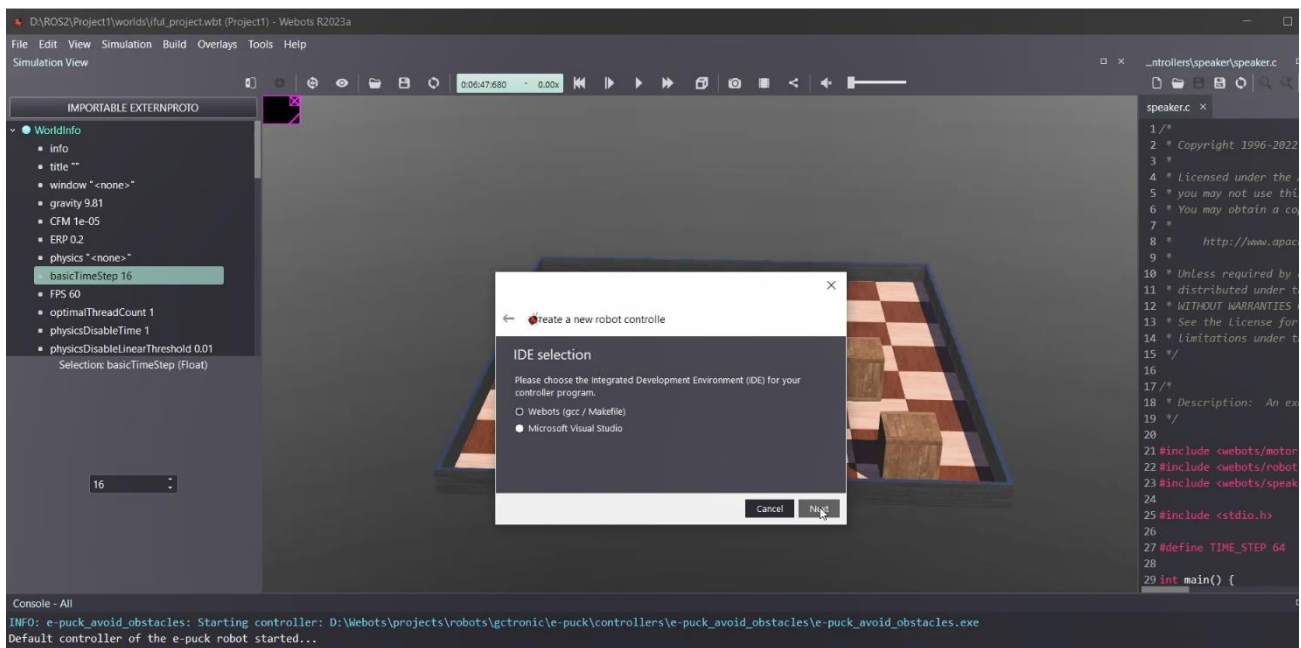 D:\ROS2\Project1\worlds\iful_project.wbt (Project1) - Webots R2023a
File Edit View Simulation Build Overlays Tools Help
Simulation View
0:06:47:680 - 0.00x
IMPORTABLE EXTERNPROTO
WorldInfo
info
title ""
window "<none>"
gravity 9.81
CFM 1e-05
ERP 0.2
physics "<none>"
basicTimeStep 16
FPS 60
optimalThreadCount 1
physicsDisableTime 1
physicsDisableLinearThreshold 0.01
Selection: basicTimeStep (Float)
16
reate a new robot controlle
IDE selection
Please choose the Integrated Development Environment (IDE) for your
controller program.
Webots (gcc / Makefile)
Microsoft Visual Studio
Cancel Next
...ntrollers\speaker\speaker.c
speaker.c
1 /*
2 * Copyright 1996-2022
3 *
4 * Licensed under the
5 * you may not use thi
6 * You may obtain a co
7 *
8 * http://www.apac
9 *
10 * Unless required by
11 * distributed under t
12 * WITHOUT WARRANTIES
13 * See the License for
14 * limitations under t
15 */
16
17 /*
18 * Description: An ex
19 */
20
21 #include <webots/motor
22 #include <webots/robot
23 #include <webots/speak
24
25 #include <stdio.h>
26
27 #define TIME_STEP 64
28
29 int main() {
Console - All
INFO: e-puck_avoid_obstacles: Starting controller: D:\Webots\projects\robots\gctronic\e-puck\controllers\e-puck_avoid_obstacles\e-puck_avoid_obstacles.exe
Default controller of the e-puck robot started...